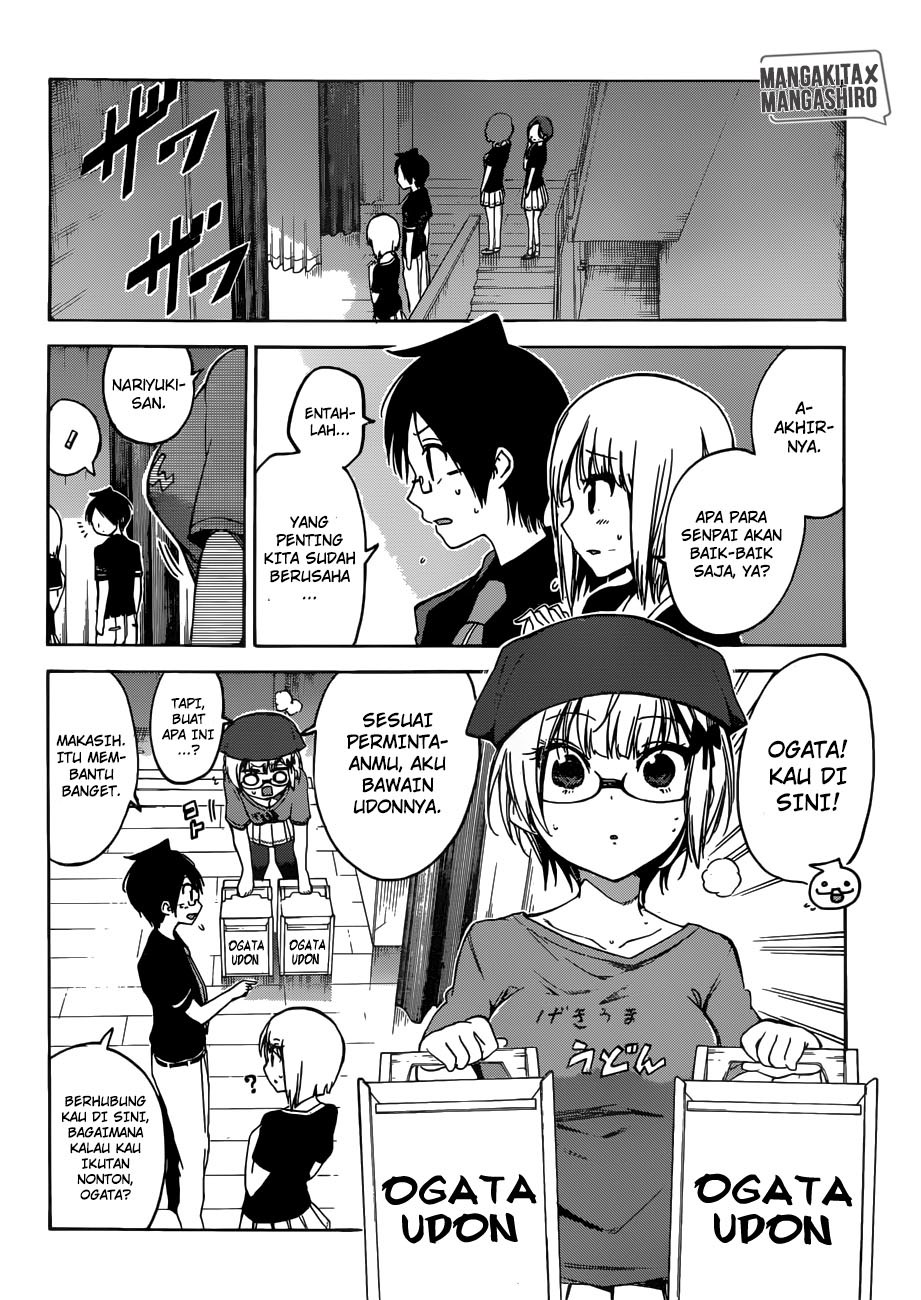 MANGAKITA X
MANGASHIRO
ザワ
ザワ
A-
AKHIR-
NYA.
APA PARA
SENPAI AKAN
BAIK-BAIK
SAJA, YA?
ENTAH-
LAH...
YANG
PENTING
KITA SUDAH
BERUSAHA
...
NARIYUKI-
SAN.
!
OGATA!
KAU DI
SINI!
げきうま
うどん
OGATA
UDON
OGATA
UDON
SESUAI
PERMINTA-
ANMU, AKU
BAWAIN
UDONNYA.
TAPI,
BUAT
APA INI
...?
MAKASIH.
ITU MEM-
BANTU
BANGET.
ヨト
OGATA
UDON
OGATA
UDON
?
BERHUBUNG
KAU DI SINI,
BAGAIMANA
KALAU KAU
IKUTAN
NONTON,
OGATA?